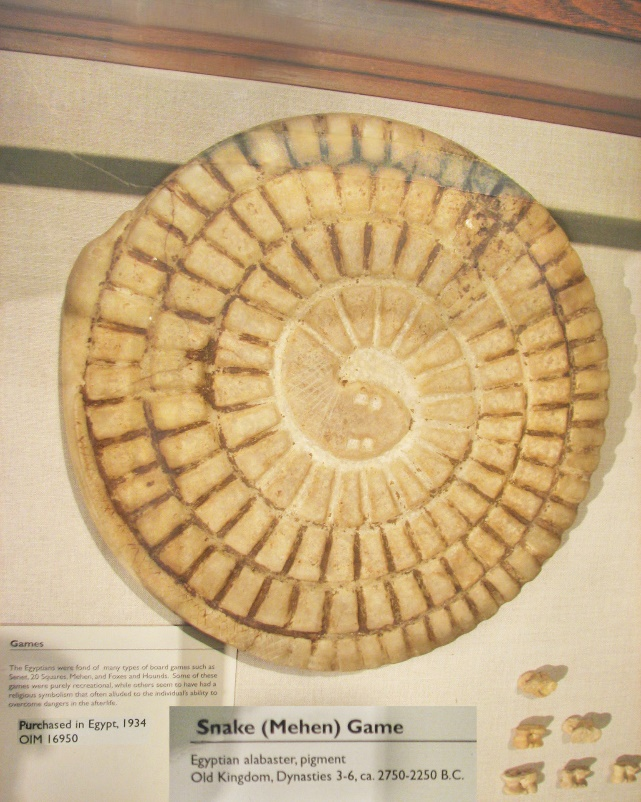 Games
The Egyptians were fond of many types of board games such as
Senet, 20 Squares, Mehen, and Foxes and Hounds. Some of these
games were purely recreational, while others seem to have had a
religious symbolism that often alluded to the individual's ability to
overcome dangers in the afterlife.
Purchased in Egypt, 1934
OIM 16950
Snake (Mehen) Game
Egyptian alabaster, pigment
Old Kingdom, Dynasties 3-6, ca. 2750-2250 B.C.